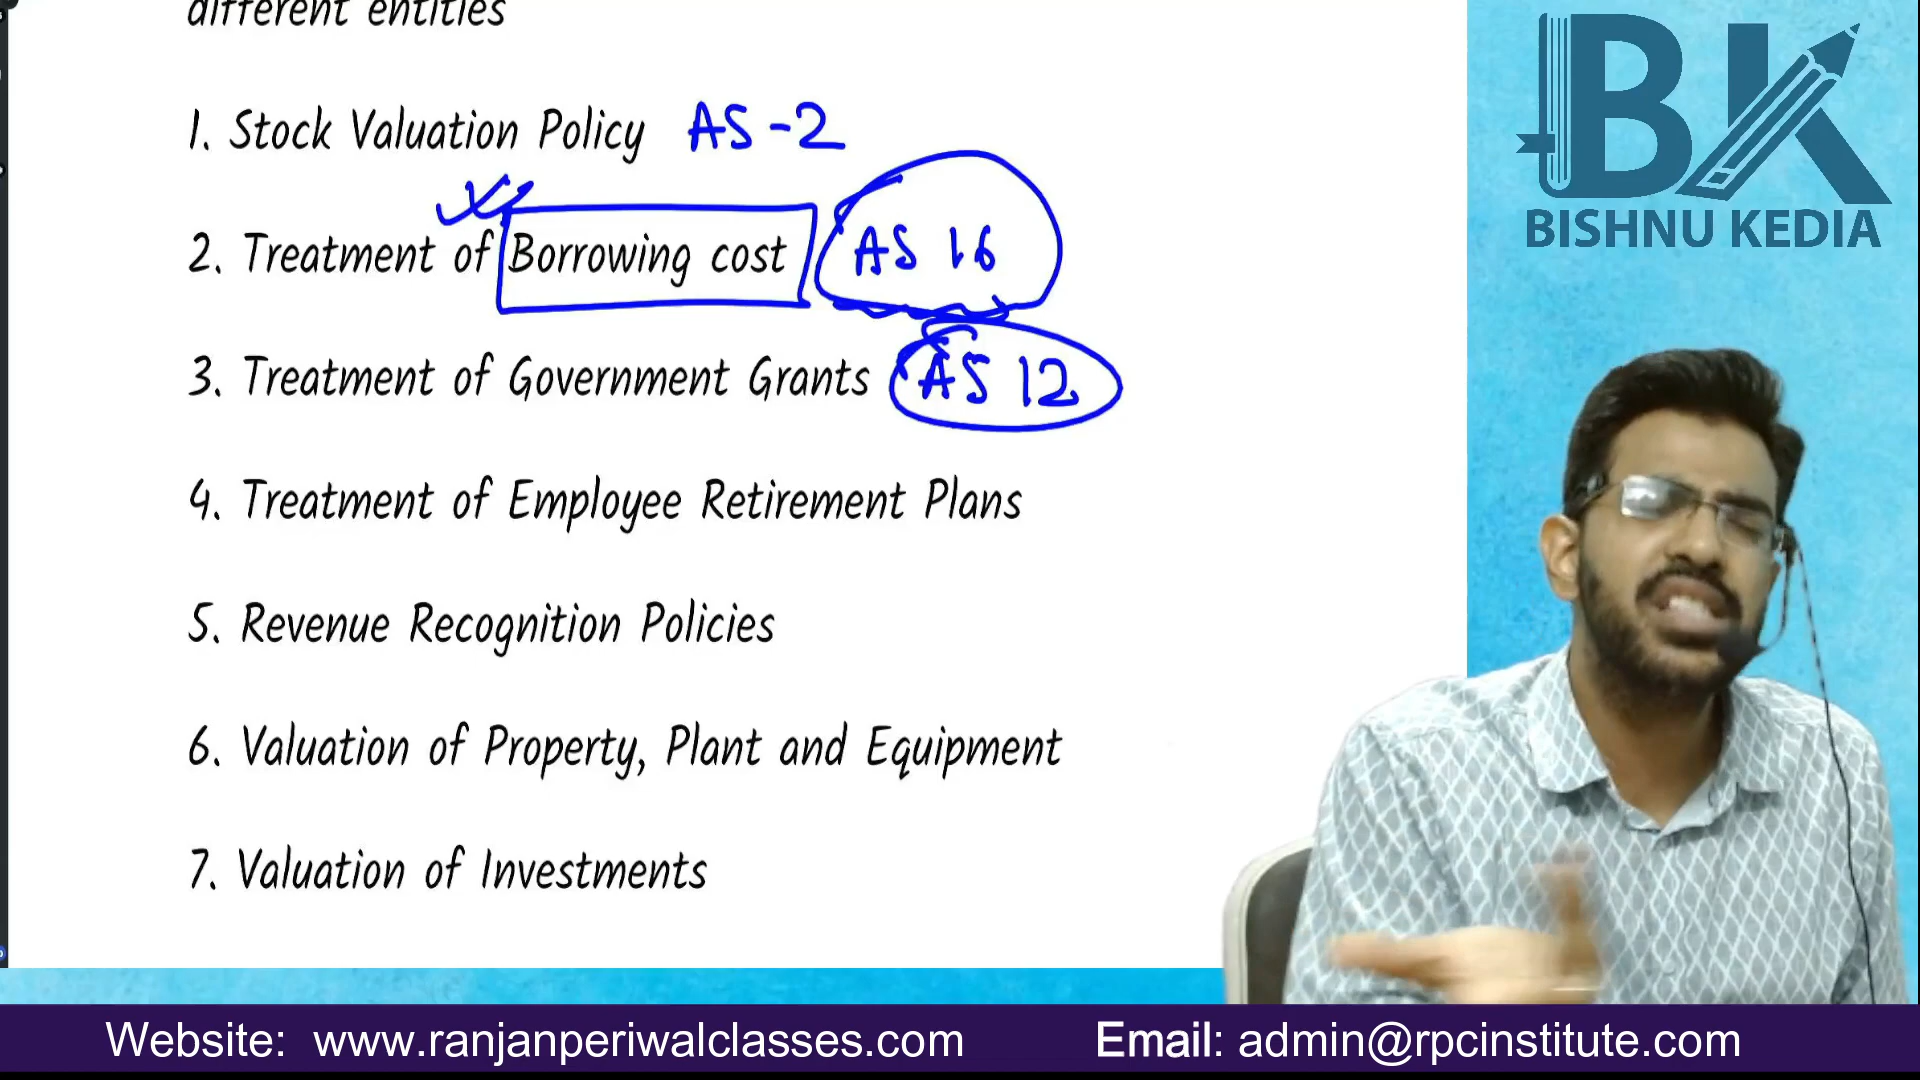 different entities
1. Stock Valuation Policy AS-2
2. Treatment of Borrowing cost AS 16
3. Treatment of Government Grants AS 12
4. Treatment of Employee Retirement Plans
5. Revenue Recognition Policies
6. Valuation of Property, Plant and Equipment
7. Valuation of Investments
BK
BISHNU KEDIA
Website: www.ranjanperiwalclasses.com Email: admin@rpcinstitute.com